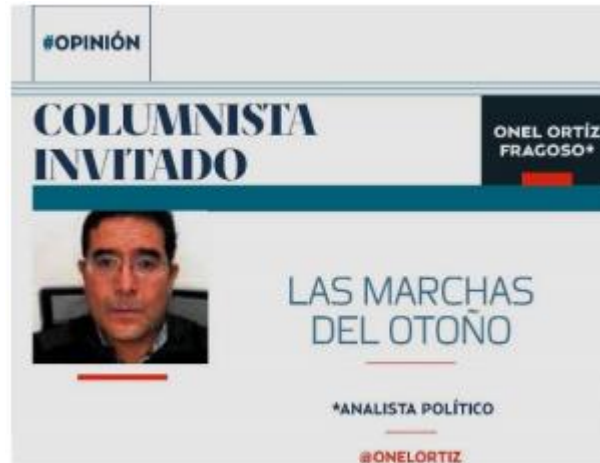 #OPINIÓN
COLUMNISTA
INVITADO
ONEL ORTÍZ
FRAGOSO*
LAS MARCHAS
DEL OTOÑO
*ANALISTA POLÍTICO
@ONELORTIZ